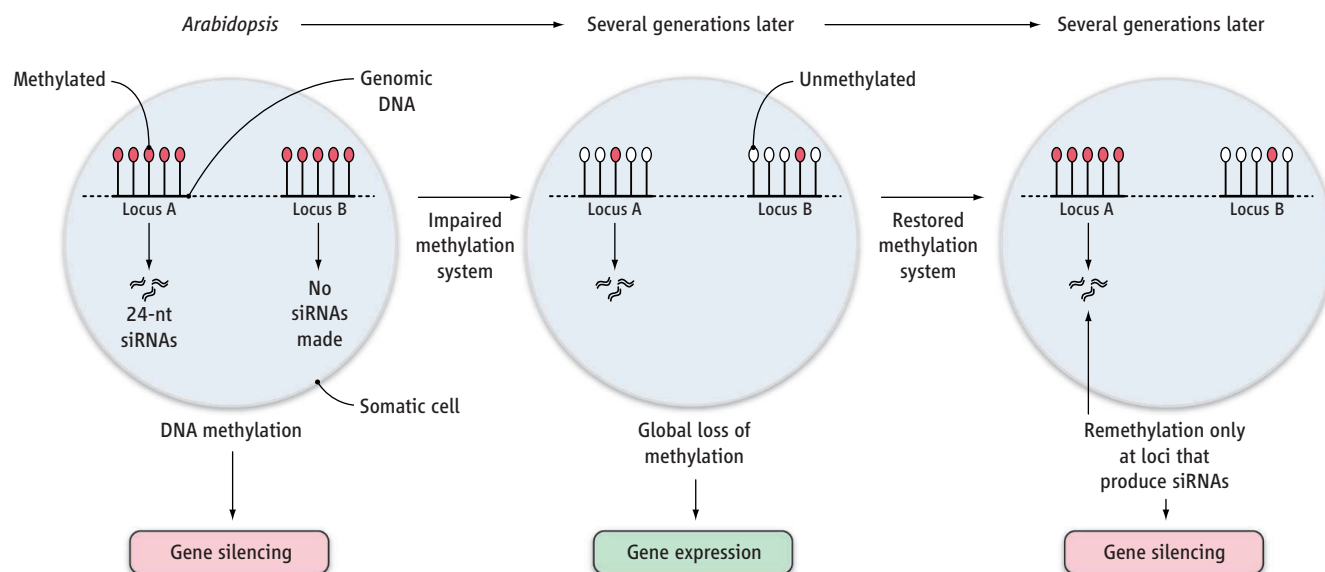 Arabidopsis
Several generations later
Several generations later
Methylated
Genomic
DNA
Unmethylated
Locus A
Locus B
Locus A
Locus B
Locus A
Locus B
Impaired
methylation
system
Restored
methylation
system
24-nt
siRNAs
No
siRNAs
made
Somatic cell
DNA methylation
Global loss of
methylation
Remethylation only
at loci that
produce siRNAs
Gene silencing
Gene expression
Gene silencing